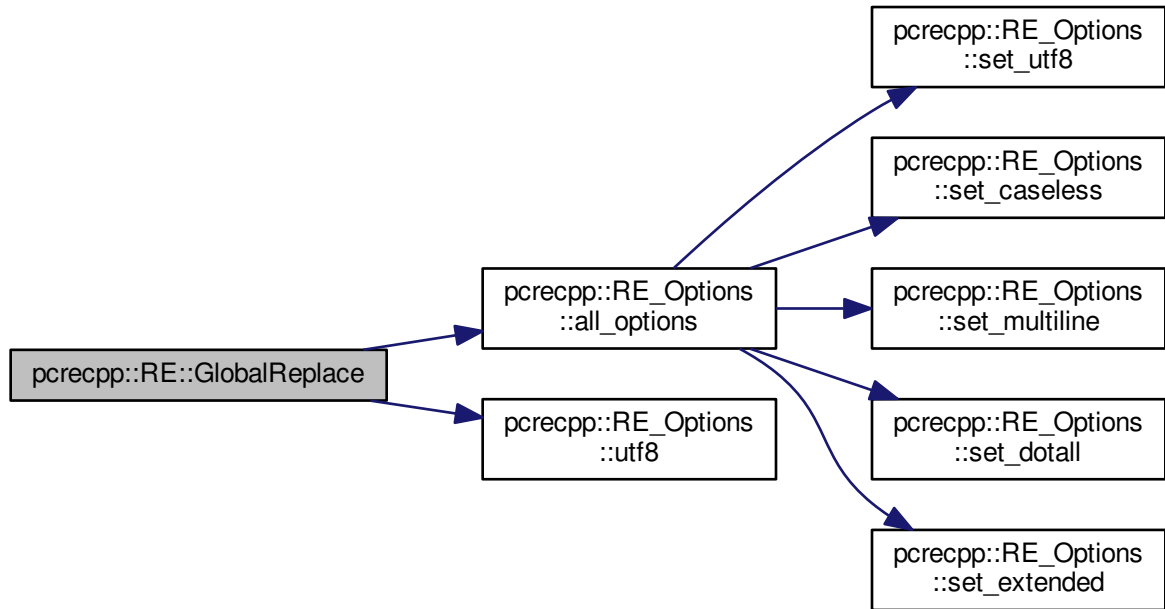 pcrecpp::RE_Options
::set_utf8
pcrecpp::RE_Options
::set_caseless
pcrecpp::RE_Options
::all_options
pcrecpp::RE_Options
::set_multiline
pcrecpp::RE::GlobalReplace
pcrecpp::RE_Options
::utf8
pcrecpp::RE_Options
::set_dotall
pcrecpp::RE_Options
::set_extended